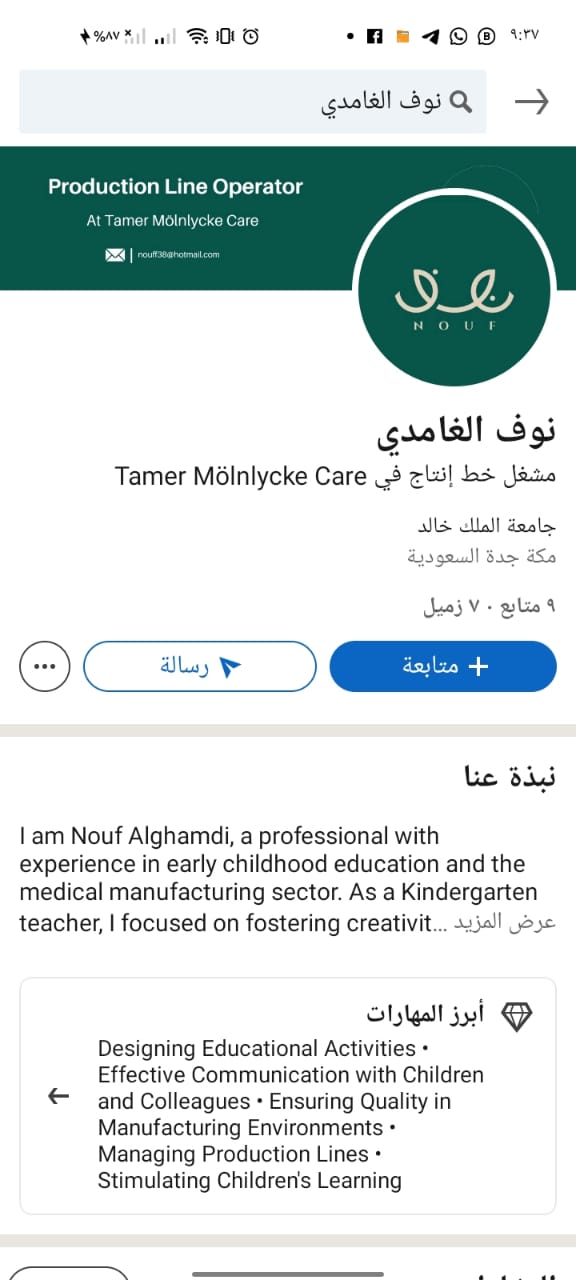 %٨٧
٩:٣٧
نوف الغامدي
Production Line Operator
At Tamer Mölnlycke Care
nouff38@hotmail.com
نوف
NOUF
نوف الغامدي
مشغل خط إنتاج في Tamer Mölnlycke Care
جامعة الملك خالد
مكة جدة السعودية
٩ متابع · ٧ زميل
متابعة
رسالة
نبذة عنا
I am Nouf Alghamdi, a professional with
experience in early childhood education and the
medical manufacturing sector. As a Kindergarten
teacher, I focused on fostering creativit... عرض المزيد
أبرز المهارات
Designing Educational Activities •
Effective Communication with Children
and Colleagues • Ensuring Quality in
Manufacturing Environments •
Managing Production Lines •
Stimulating Children's Learning